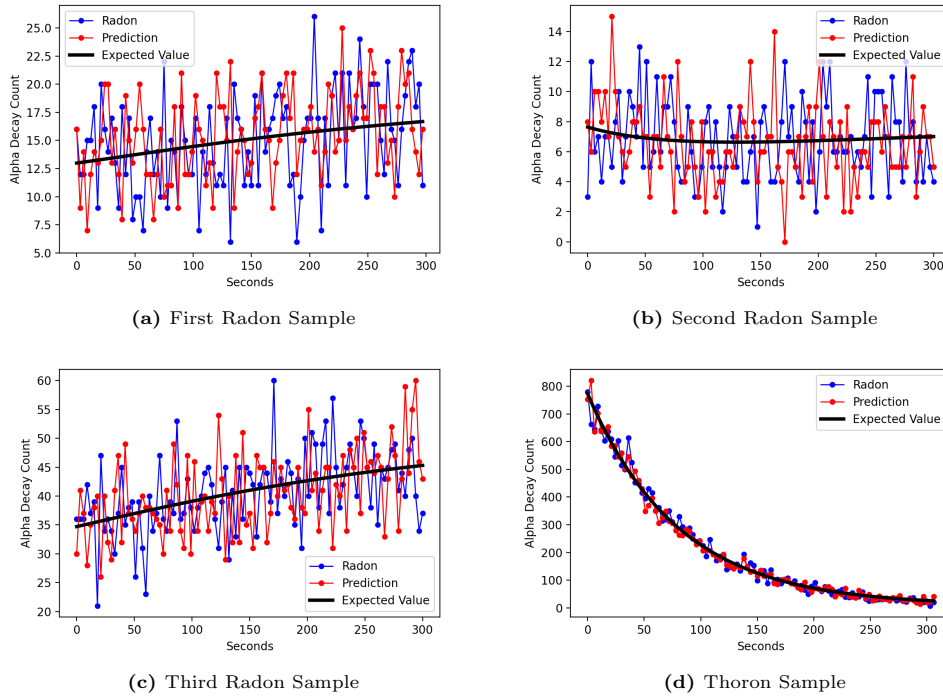 Alpha Decay Count
25.0
22.5
20.0
17.5
15.0
12.5
10.0
7.5
5.0
Radon
Prediction
Expected Value
0 50 100 150 200 250 300
Seconds
(a) First Radon Sample
Alpha Decay Count
14
12
10
8
6
4
2
0
Radon
Prediction
Expected Value
0 50 100 150 200 250 300
Seconds
(b) Second Radon Sample
Alpha Decay Count
60
55
50
45
40
35
30
25
20
Radon
Prediction
Expected Value
0 50 100 150 200 250 300
Seconds
(c) Third Radon Sample
Alpha Decay Count
800
700
600
500
400
300
200
100
0
Radon
Prediction
Expected Value
0 50 100 150 200 250 300
Seconds
(d) Thoron Sample